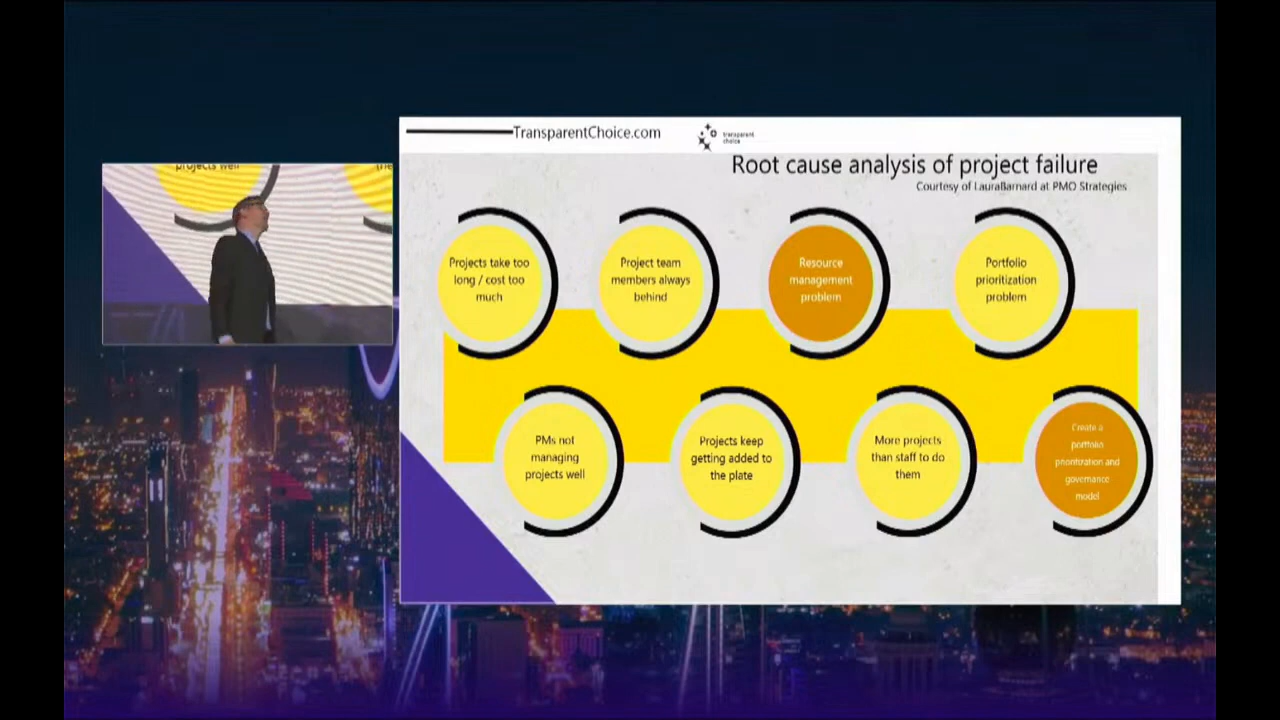 TransparentChoice.com
transparent
choice
Root cause analysis of project failure
Courtesy of LauraBarnard at PMO Strategies
Projects take too
long / cost too
much
Project team
members always
behind
Resource
management
problem
Portfolio
prioritization
problem
PMs not
managing
projects well
Projects keep
getting added to
the plate
More projects
than staff to do
them
Create a
portfolio
prioritization and
governance
model
projects well
(the